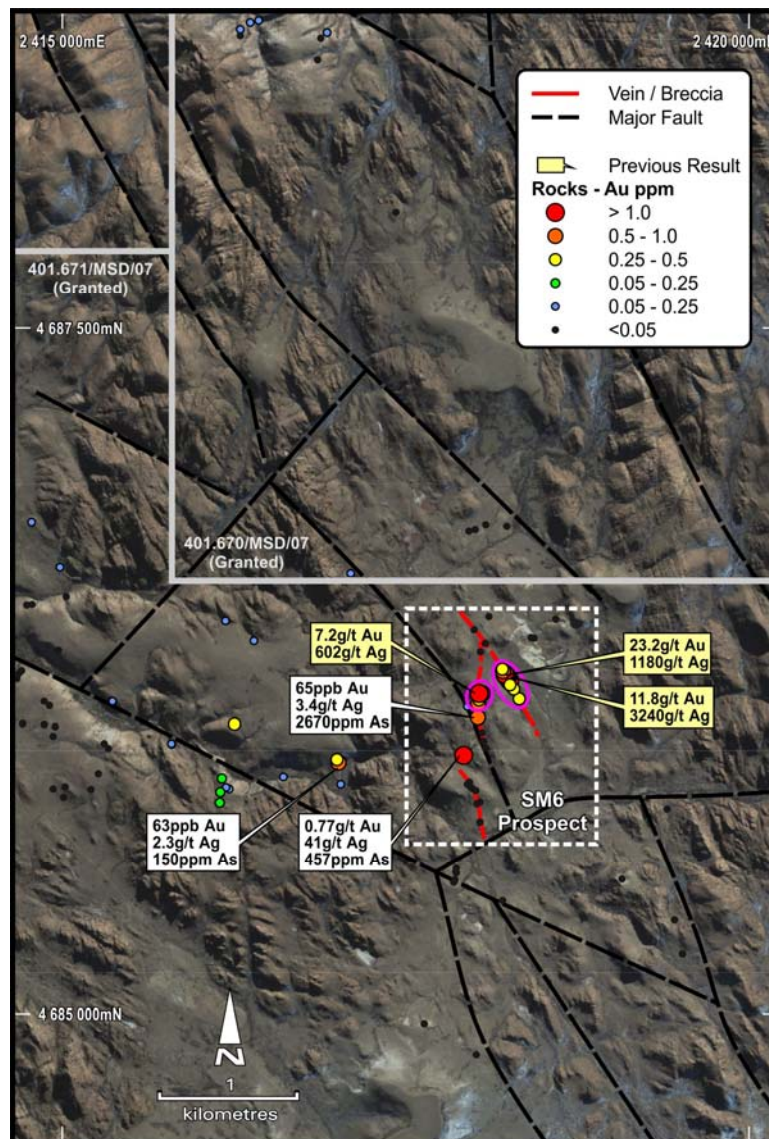 2 415 000mE
2 420 000mE
Vein / Breccia
Major Fault
Previous Result
Rocks - Au ppm
> 1.0
0.5 - 1.0
0.25 - 0.5
0.05 - 0.25
0.05 - 0.25
<0.05
401.671/MSD/07
(Granted)
4 687 500mN
401.670/MSD/07
(Granted)
7.2g/t Au
602g/t Ag
23.2g/t Au
1180g/t Ag
65ppb Au
3.4g/t Ag
2670ppm As
11.8g/t Au
3240g/t Ag
SM6
Prospect
63ppb Au
2.3g/t Ag
150ppm As
0.77g/t Au
41g/t Ag
457ppm As
4 685 000mN
N
1
kilometres